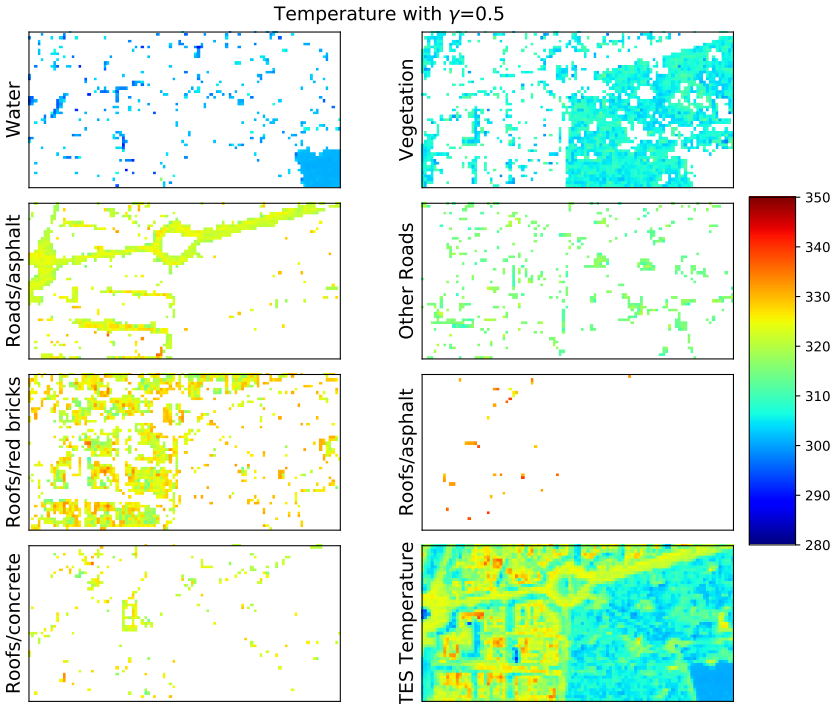 Temperature with γ=0.5
Water
Vegetation
Roads/asphalt
Other Roads
Roofs/red bricks
Roofs/asphalt
Roofs/concrete
TES Temperature
350
340
330
320
310
300
290
280